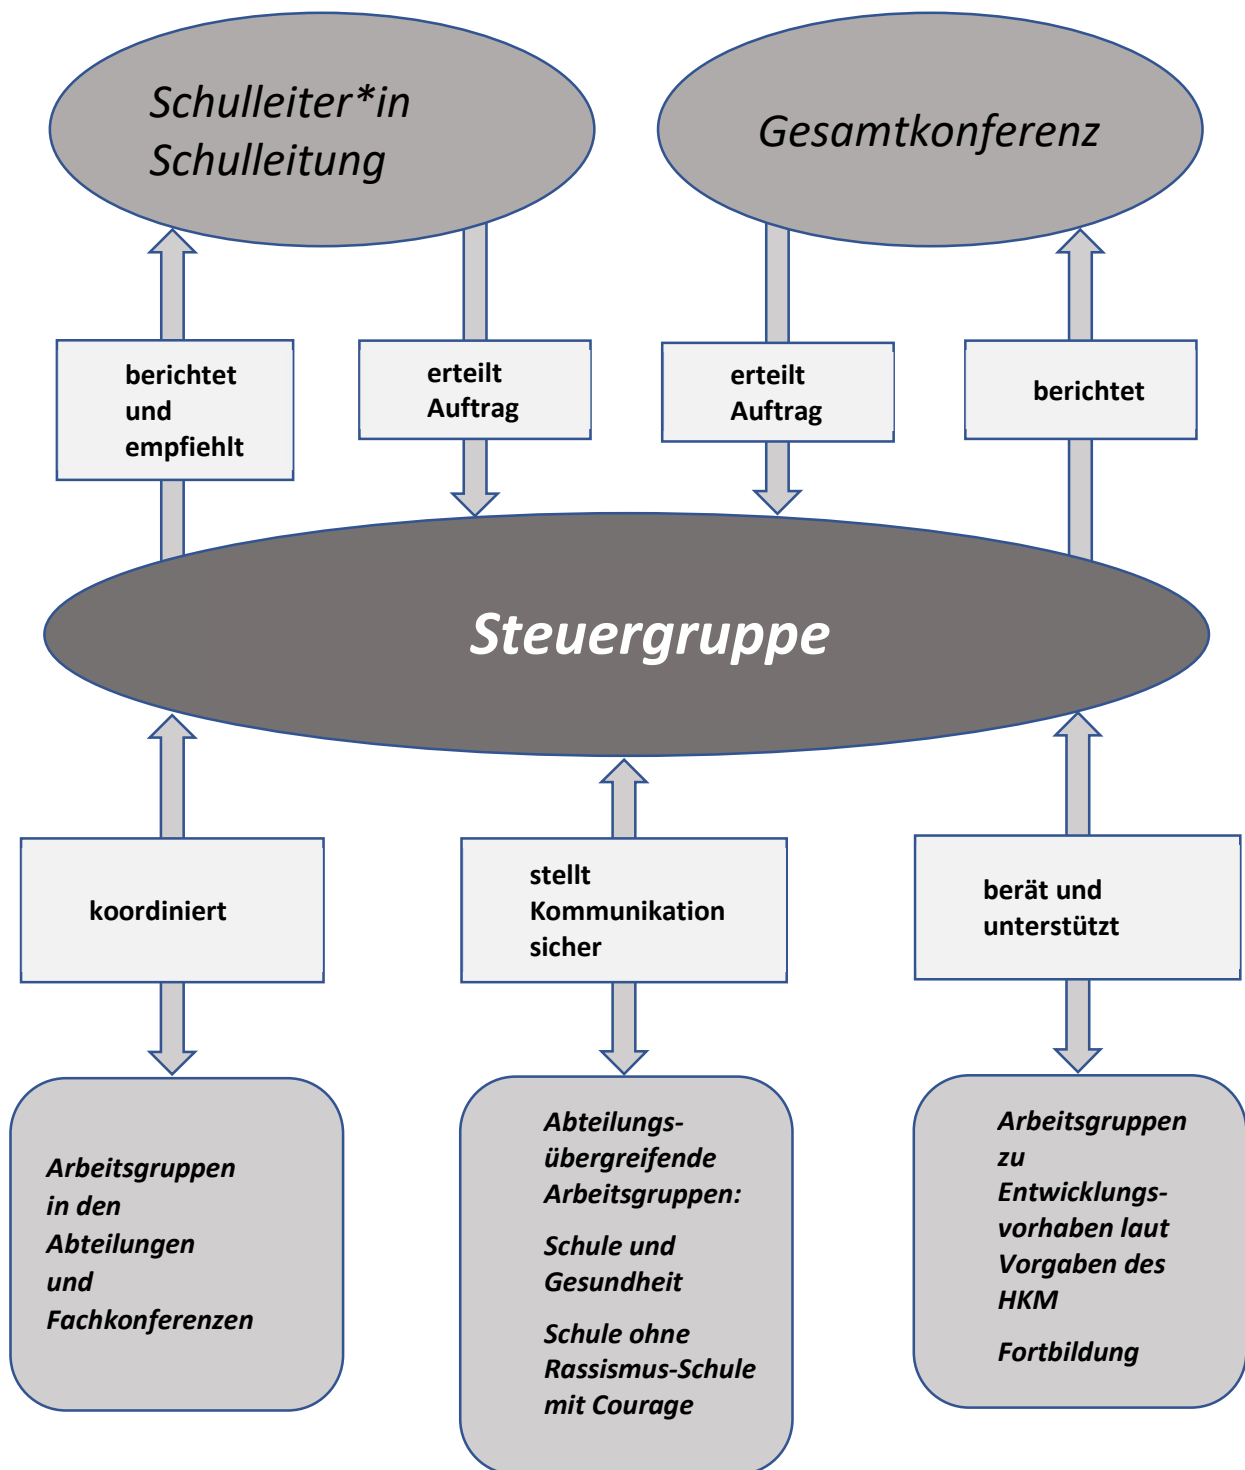 Schulleiter*in
Schulleitung
Gesamtkonferenz
berichtet
und
empfiehlt
erteilt
Auftrag
erteilt
Auftrag
berichtet
Steuergruppe
koordiniert
stellt
Kommunikation
sicher
berät und
unterstützt
Arbeitsgruppen
in den
Abteilungen
und
Fachkonferenzen
Abteilungs-
übergreifende
Arbeitsgruppen:
Schule und
Gesundheit
Schule ohne
Rassismus-Schule
mit Courage
Arbeitsgruppen
zu
Entwicklungs-
vorhaben laut
Vorgaben des
HKM
Fortbildung